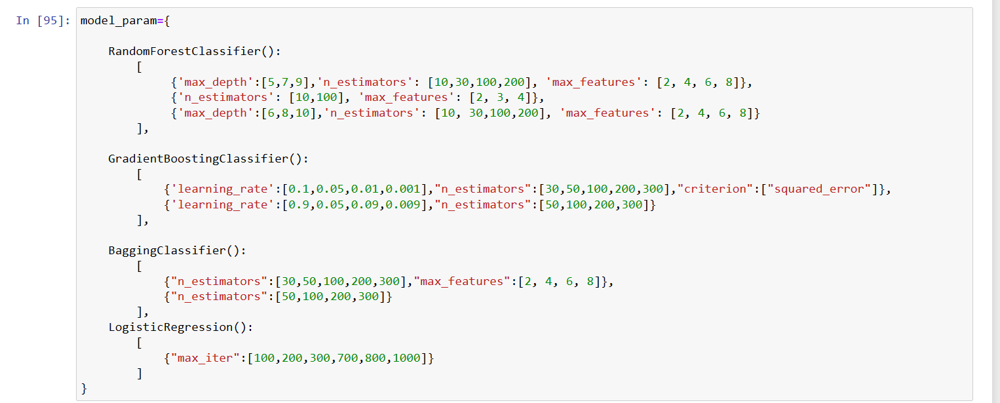 In [95]: model_param={
RandomForestClassifier():
[
{'max_depth':[5,7,9],'n_estimators': [10,30,100,200], 'max_features': [2, 4, 6, 8]},
{'n_estimators': [10,100], 'max_features': [2, 3, 4]},
{'max_depth':[6,8,10],'n_estimators': [10, 30,100,200], 'max_features': [2, 4, 6, 8]}
],
GradientBoostingClassifier():
[
{'learning_rate':[0.1,0.05,0.01,0.001],"n_estimators":[30,50,100,200,300],"criterion":["squared_error"]},
{'learning_rate':[0.9,0.05,0.09,0.009],"n_estimators":[50,100,200,300]}
],
BaggingClassifier():
[
{"n_estimators":[30,50,100,200,300],"max_features":[2, 4, 6, 8]},
{"n_estimators":[50,100,200,300]}
],
LogisticRegression():
[
{"max_iter":[100,200,300,700,800,1000]}
]
}